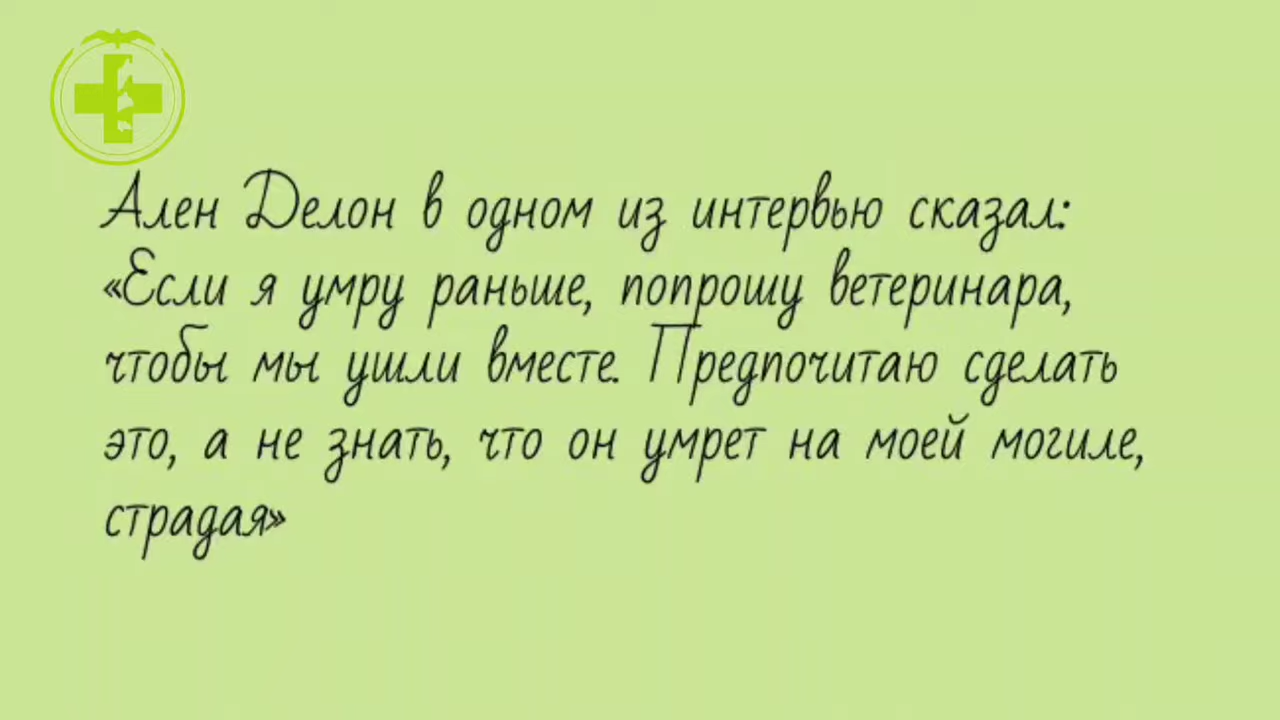 Ален Делон в одном из интервью сказал:
«Если я умру раньше, попрошу ветеринара,
чтобы мы ушли вместе. Предпочитаю сделать
это, а не знать, что он умрет на моей могиле,
страдая»